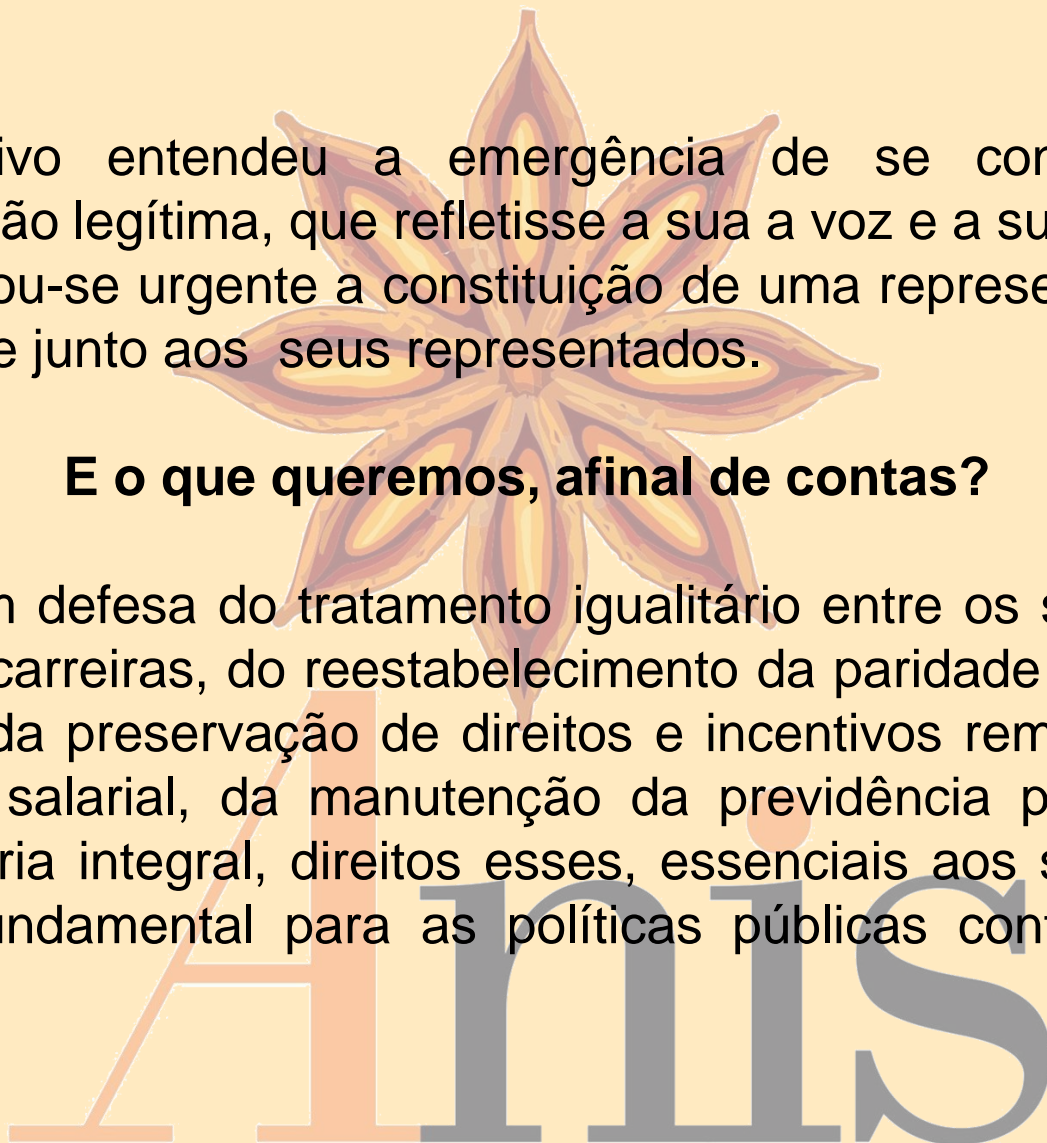 ivo entendeu a emergência de se con
ão legítima, que refletisse a sua a voz e a su
ou-se urgente a constituição de uma represe
e junto aos seus representados.
E o que queremos, afinal de contas?
defesa do tratamento igualitário entre os s
carreiras, do reestabelecimento da paridade
da preservação de direitos e incentivos rem
salarial, da manutenção da previdência p
ria integral, direitos esses, essenciais aos s
undamental para as políticas públicas con
Anis